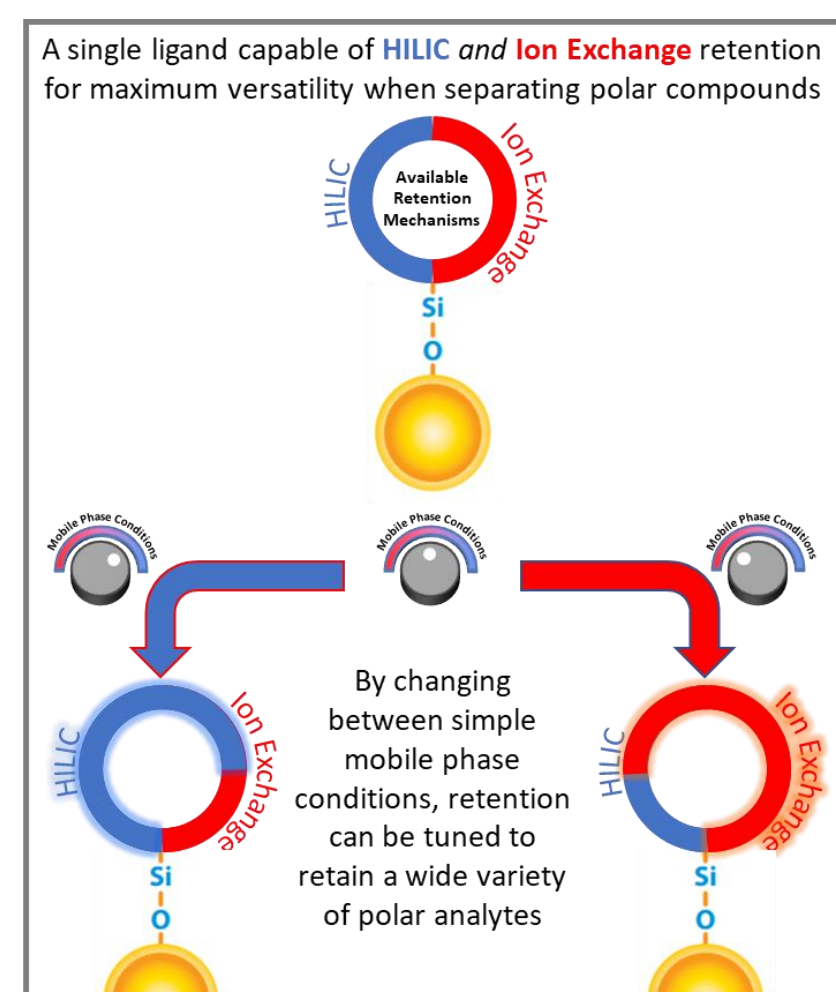 A single ligand capable of HILIC and Ion Exchange retention
for maximum versatility when separating polar compounds
HILIC
Available
Retention
Mechanisms
Ion Exchange
Si
O
Mobile Phase Conditions
Mobile Phase Conditions
Mobile Phase Conditions
HILIC
Ion Exchange
By changing
between simple
mobile phase
conditions, retention
can be tuned to
retain a wide variety
of polar analytes
HILIC
Ion Exchange
Si
O
Si
O